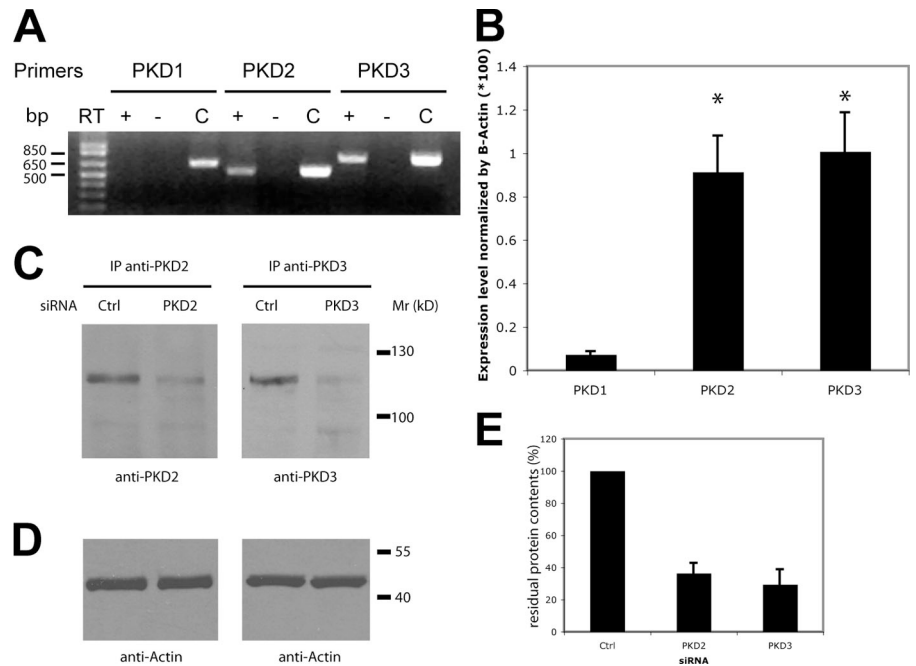 A
Primers PKD1 PKD2 PKD3
bp RT + - C + - C + - C
850
650
500
B
Expression level normalized by B-Actin (*100)
1.4
1.2
1
0.8
0.6
0.4
0.2
0
* *
PKD1 PKD2 PKD3
C
IP anti-PKD2 IP anti-PKD3
siRNA Ctrl PKD2 Ctrl PKD3 Mr (kD)
130
100
anti-PKD2 anti-PKD3
D
55
40
anti-Actin anti-Actin
E
residual protein contents (%)
120
100
80
60
40
20
0
Ctrl PKD2 PKD3
siRNA